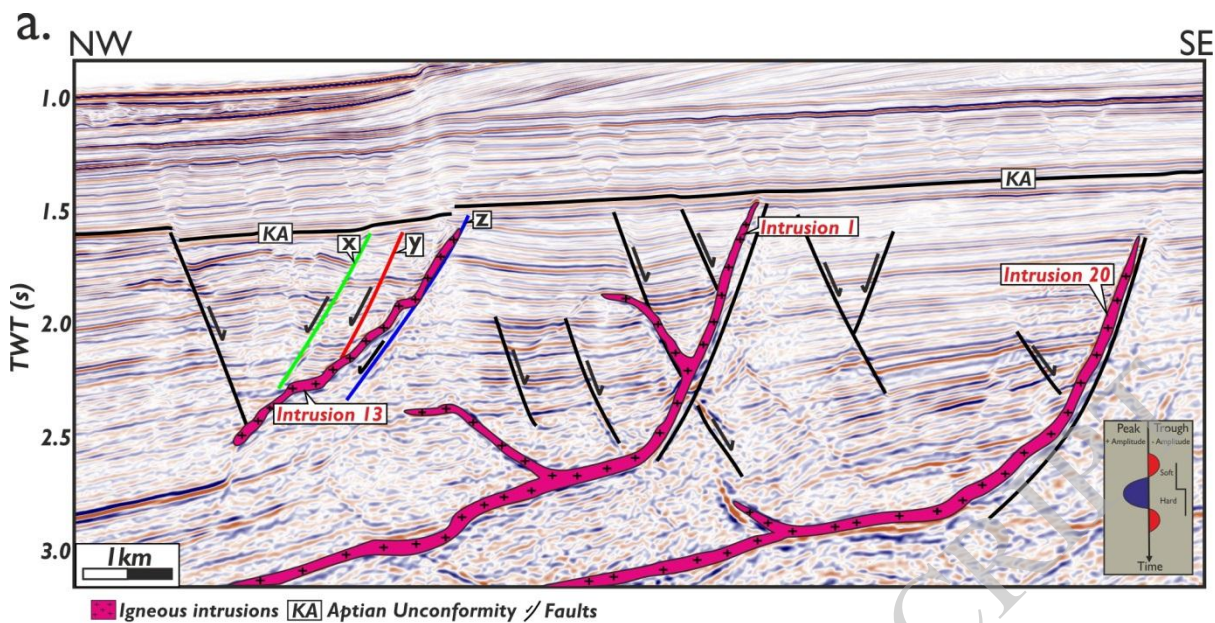 a.
NW SE
1.0
1.5
2.0
2.5
3.0
TWT (s)
KA
KA
x
y
z
Intrusion 1
Intrusion 20
Intrusion 13
Peak Trough
+ Amplitude - Amplitude
Soft
Hard
Time
1km
Igneous intrusions KA Aptian Unconformity Faults